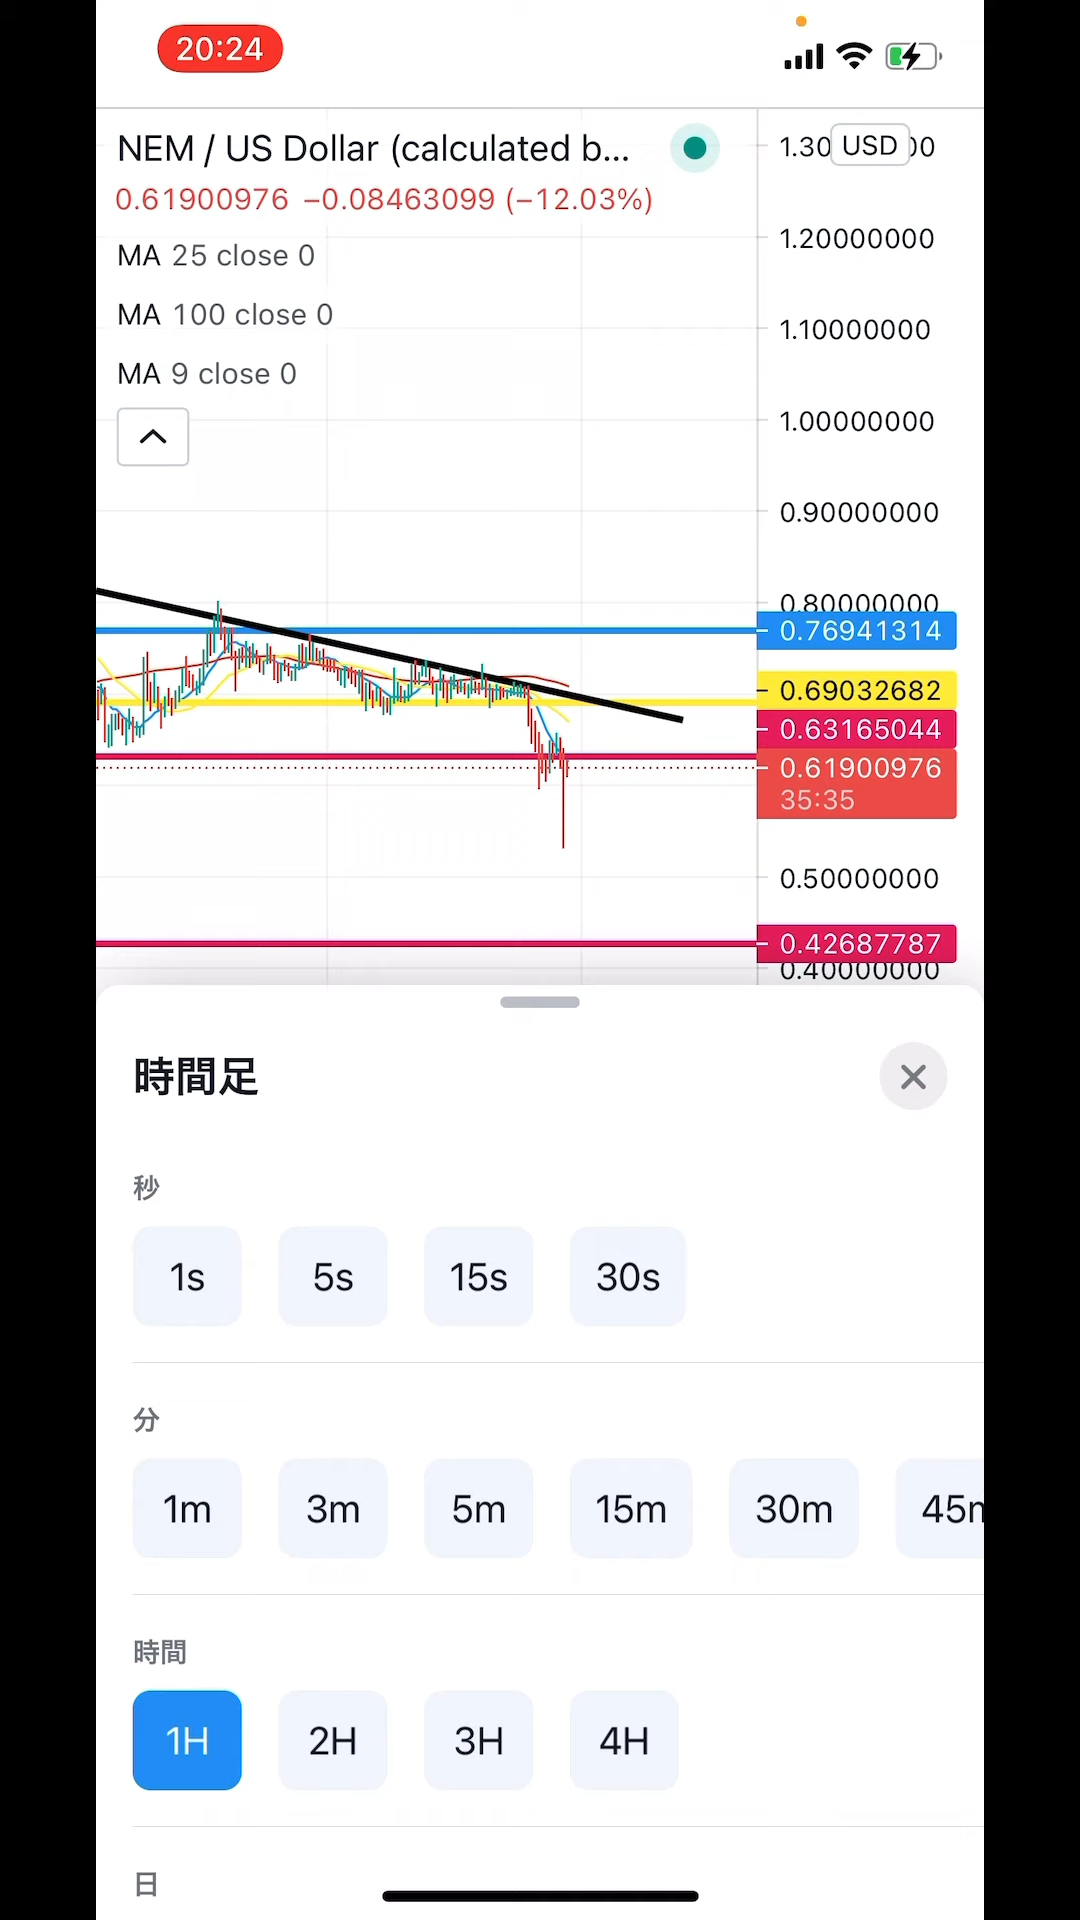 20:24
NEM / US Dollar (calculated b...
0.61900976 −0.08463099 (−12.03%)
MA 25 close 0
MA 100 close 0
MA 9 close 0
USD
1.20000000
1.10000000
1.00000000
0.90000000
0.80000000
0.76941314
0.69032682
0.63165044
0.61900976
35:35
0.50000000
0.42687787
0.40000000
時間足
秒
1s 5s 15s 30s
分
1m 3m 5m 15m 30m 45m
時間
1H 2H 3H 4H
日